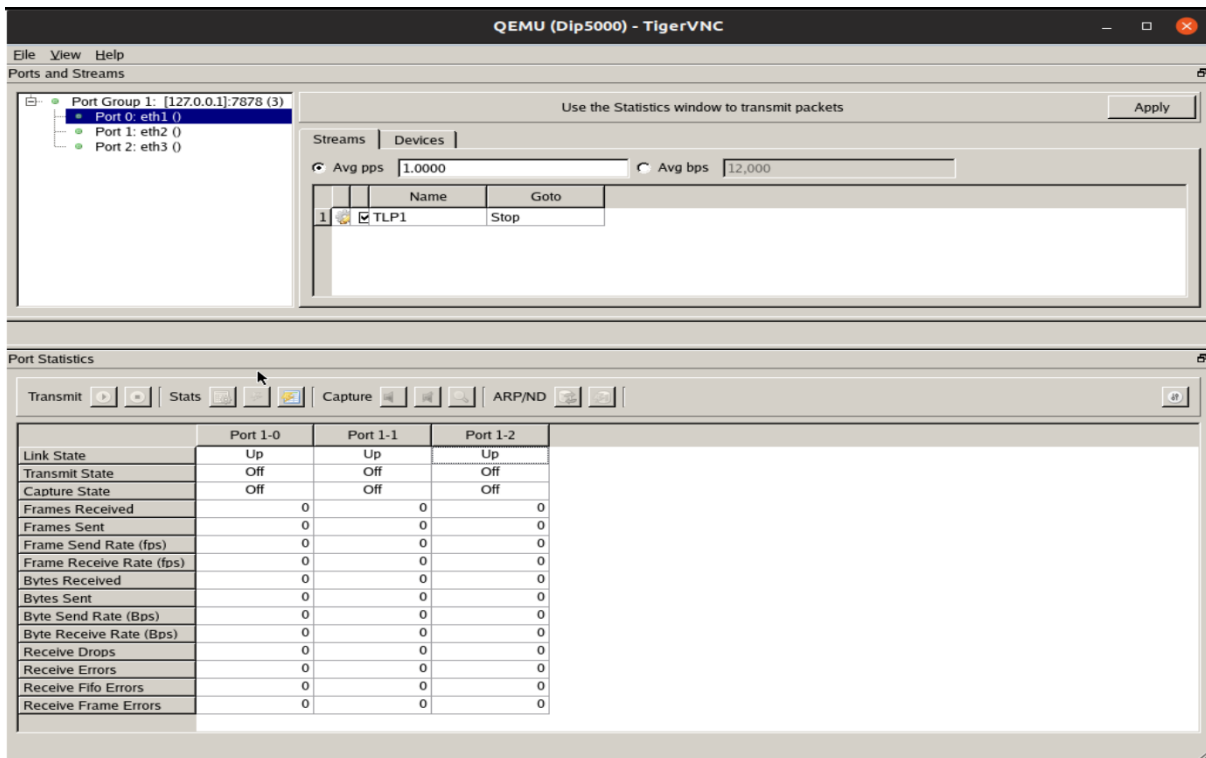 QEMU (Dip5000) - TigerVNC
File View Help
Ports and Streams
Port Group 1: [127.0.0.1]:7878 (3)
Port 0: eth1 ()
Port 1: eth2 ()
Port 2: eth3 ()
Use the Statistics window to transmit packets
Apply
Streams Devices
Avg pps 1.0000 Avg bps 12,000
Name Goto
1 TLP1 Stop
Port Statistics
Transmit Stats Capture ARP/ND
Port 1-0 Port 1-1 Port 1-2
Link State Up Up Up
Transmit State Off Off Off
Capture State Off Off Off
Frames Received 0 0 0
Frames Sent 0 0 0
Frame Send Rate (fps) 0 0 0
Frame Receive Rate (fps) 0 0 0
Bytes Received 0 0 0
Bytes Sent 0 0 0
Byte Send Rate (Bps) 0 0 0
Byte Receive Rate (Bps) 0 0 0
Receive Drops 0 0 0
Receive Errors 0 0 0
Receive Fifo Errors 0 0 0
Receive Frame Errors 0 0 0